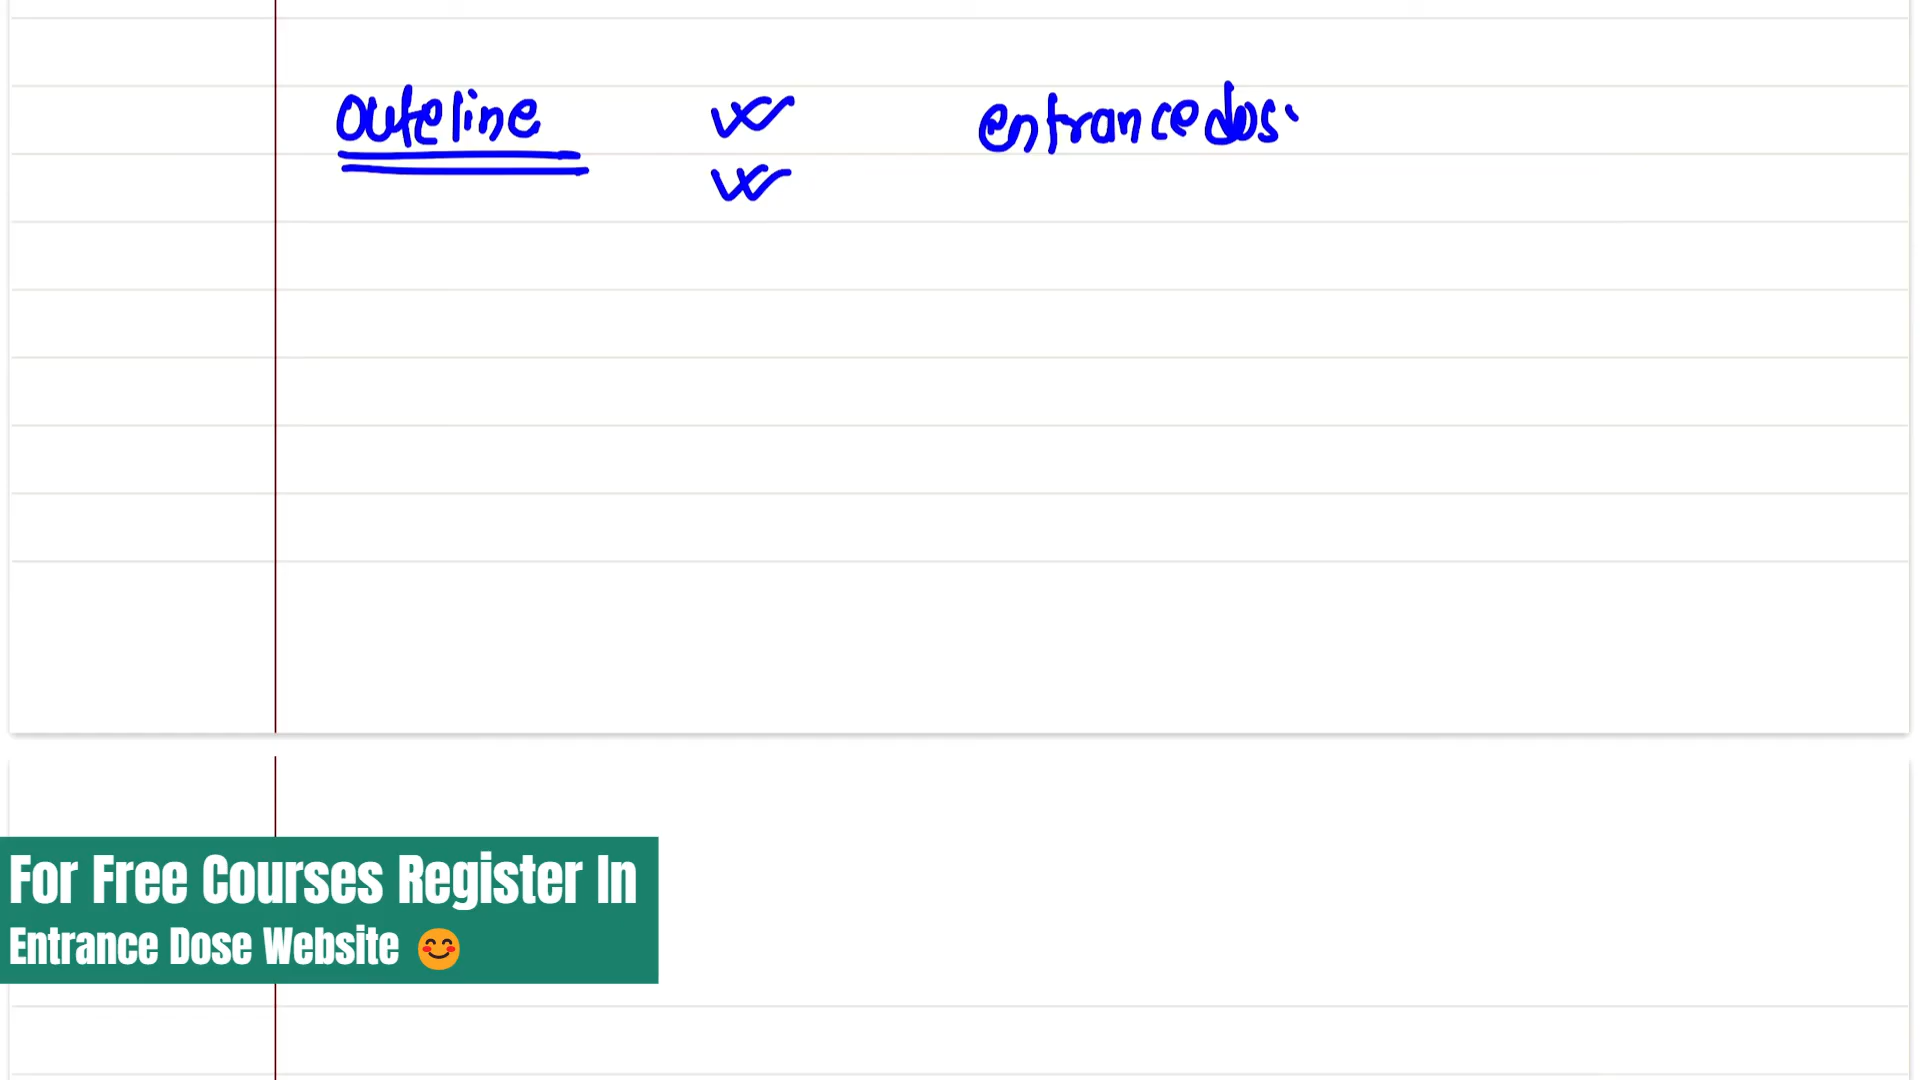 outeline entrancedos
For Free Courses Register In
Entrance Dose Website 😊